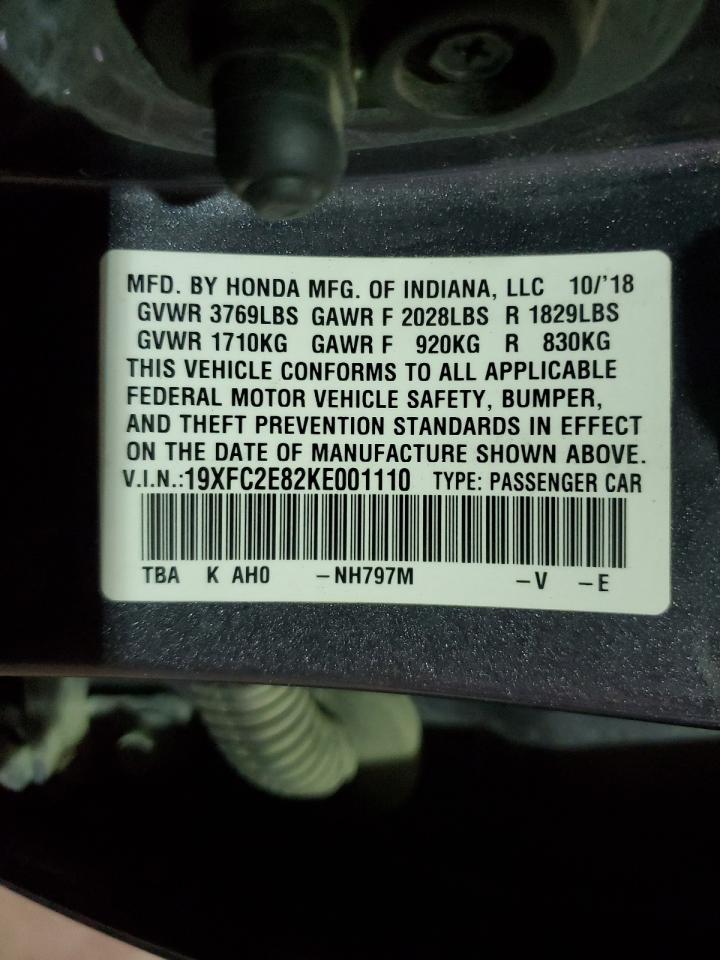 MFD. BY HONDA MFG. OF INDIANA, LLC 10/'18
GVWR 3769LBS GAWR F 2028LBS R 1829LBS
GVWR 1710KG GAWR F 920KG R 830KG
THIS VEHICLE CONFORMS TO ALL APPLICABLE
FEDERAL MOTOR VEHICLE SAFETY, BUMPER,
AND THEFT PREVENTION STANDARDS IN EFFECT
ON THE DATE OF MANUFACTURE SHOWN ABOVE.
V.I.N.:19XFC2E82KE001110 TYPE: PASSENGER CAR
TBA K AH0 –NH797M –V –E